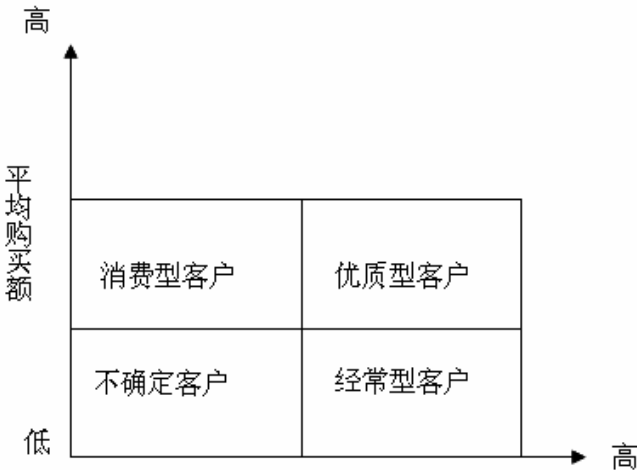 高
平均购买额
消费型客户
优质型客户
不确定客户
经常型客户
低
高